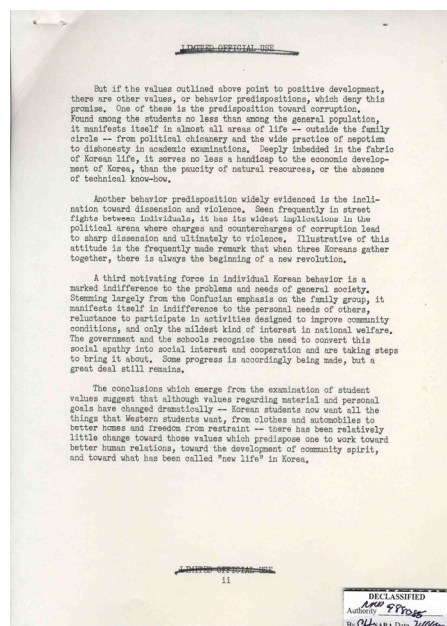 LIMITED OFFICIAL USE
But if the values outlined above point to positive development,
there are other values, or behavior predispositions, which deny this
promise. One of these is the predisposition toward corruption.
Found among the students no less than among the general population,
it manifests itself in almost all areas of life -- outside the family
circle -- from political chicanery and the wide practice of nepotism
to dishonesty in academic examinations. Deeply imbedded in the fabric
of Korean life, it serves no less a handicap to the economic develop-
ment of Korea, than the paucity of natural resources, or the absence
of technical know-how.
Another behavior predisposition widely evidenced is the incli-
nation toward dissension and violence. Seen frequently in street
fights between individuals, it has its widest implications in the
political arena where charges and countercharges of corruption lead
to sharp dissension and ultimately to violence. Illustrative of this
attitude is the frequently made remark that when three Koreans gather
together, there is always the beginning of a new revolution.
A third motivating force in individual Korean behavior is a
marked indifference to the problems and needs of general society.
Stemming largely from the Confucian emphasis on the family group, it
manifests itself in indifference to the personal needs of others,
reluctance to participate in activities designed to improve community
conditions, and only the mildest kind of interest in national welfare.
The government and the schools recognize the need to convert this
social apathy into social interest and cooperation and are taking steps
to bring it about. Some progress is accordingly being made, but a
great deal still remains.
The conclusions which emerge from the examination of student
values suggest that although values regarding material and personal
goals have changed dramatically -- Korean students now want all the
things that Western students want, from clothes and automobiles to
better homes and freedom from restraint -- there has been relatively
little change toward those values which predispose one to work toward
better human relations, toward the development of community spirit,
and toward what has been called "new life" in Korea.
LIMITED OFFICIAL USE
ii
DECLASSIFIED
Authority NND 988085
By NARA Date